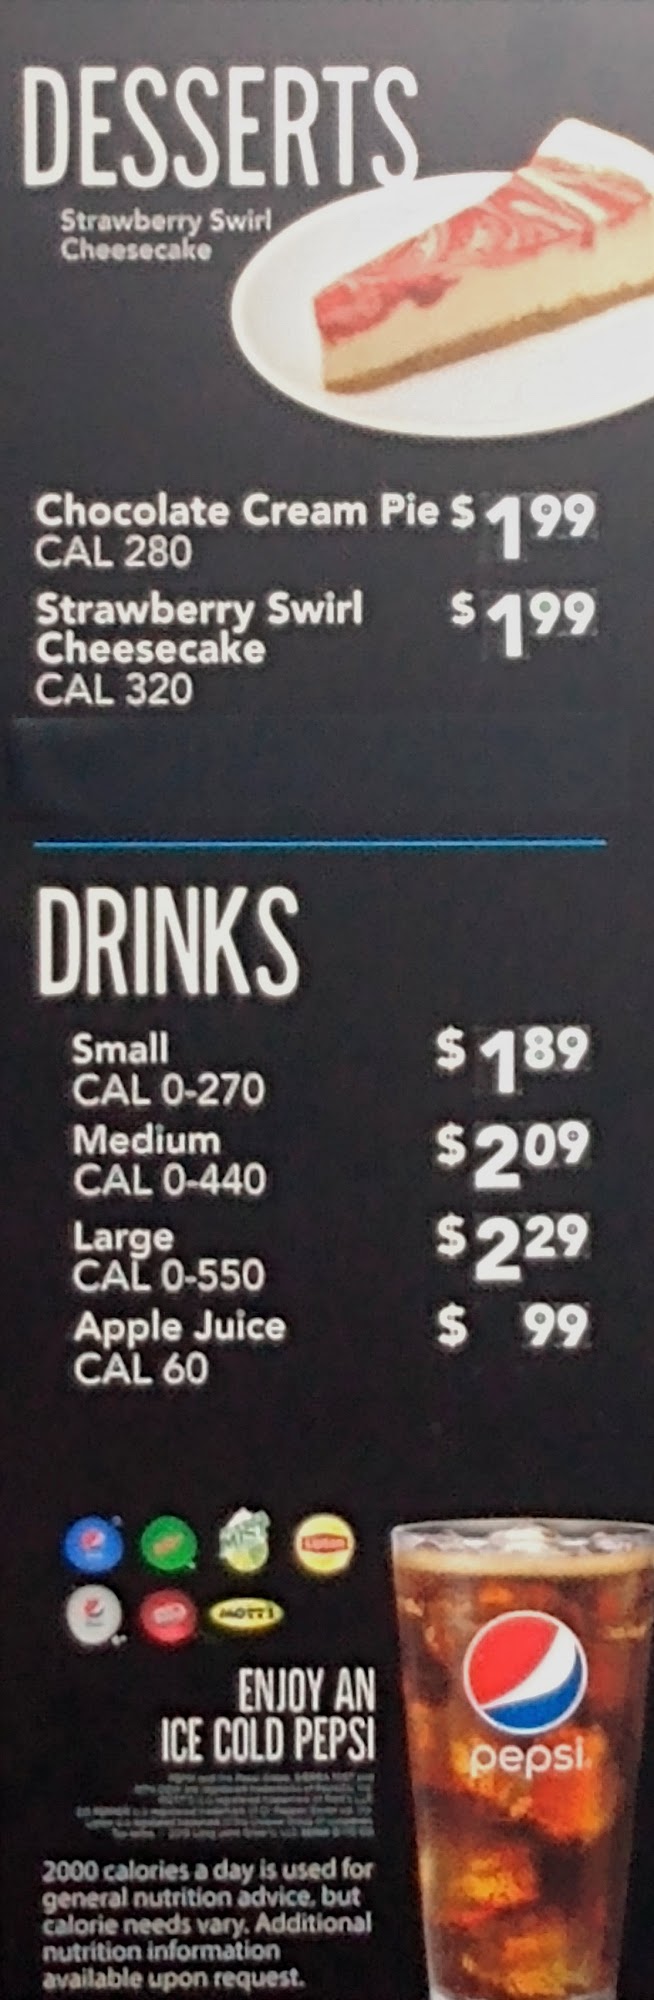 DESSERTS
Strawberry Swirl
Cheesecake
Chocolate Cream Pie $ 1 99
CAL 280
Strawberry Swirl $ 1 99
Cheesecake
CAL 320
DRINKS
Small $ 1 89
CAL 0-270
Medium $ 2 09
CAL 0-440
Large $ 2 29
CAL 0-550
Apple Juice $ 99
CAL 60
MIST
Lipton
MOTT'S
ENJOY AN
ICE COLD PEPSI
pepsi
2000 calories a day is used for
general nutrition advice, but
calorie needs vary. Additional
nutrition information
available upon request.